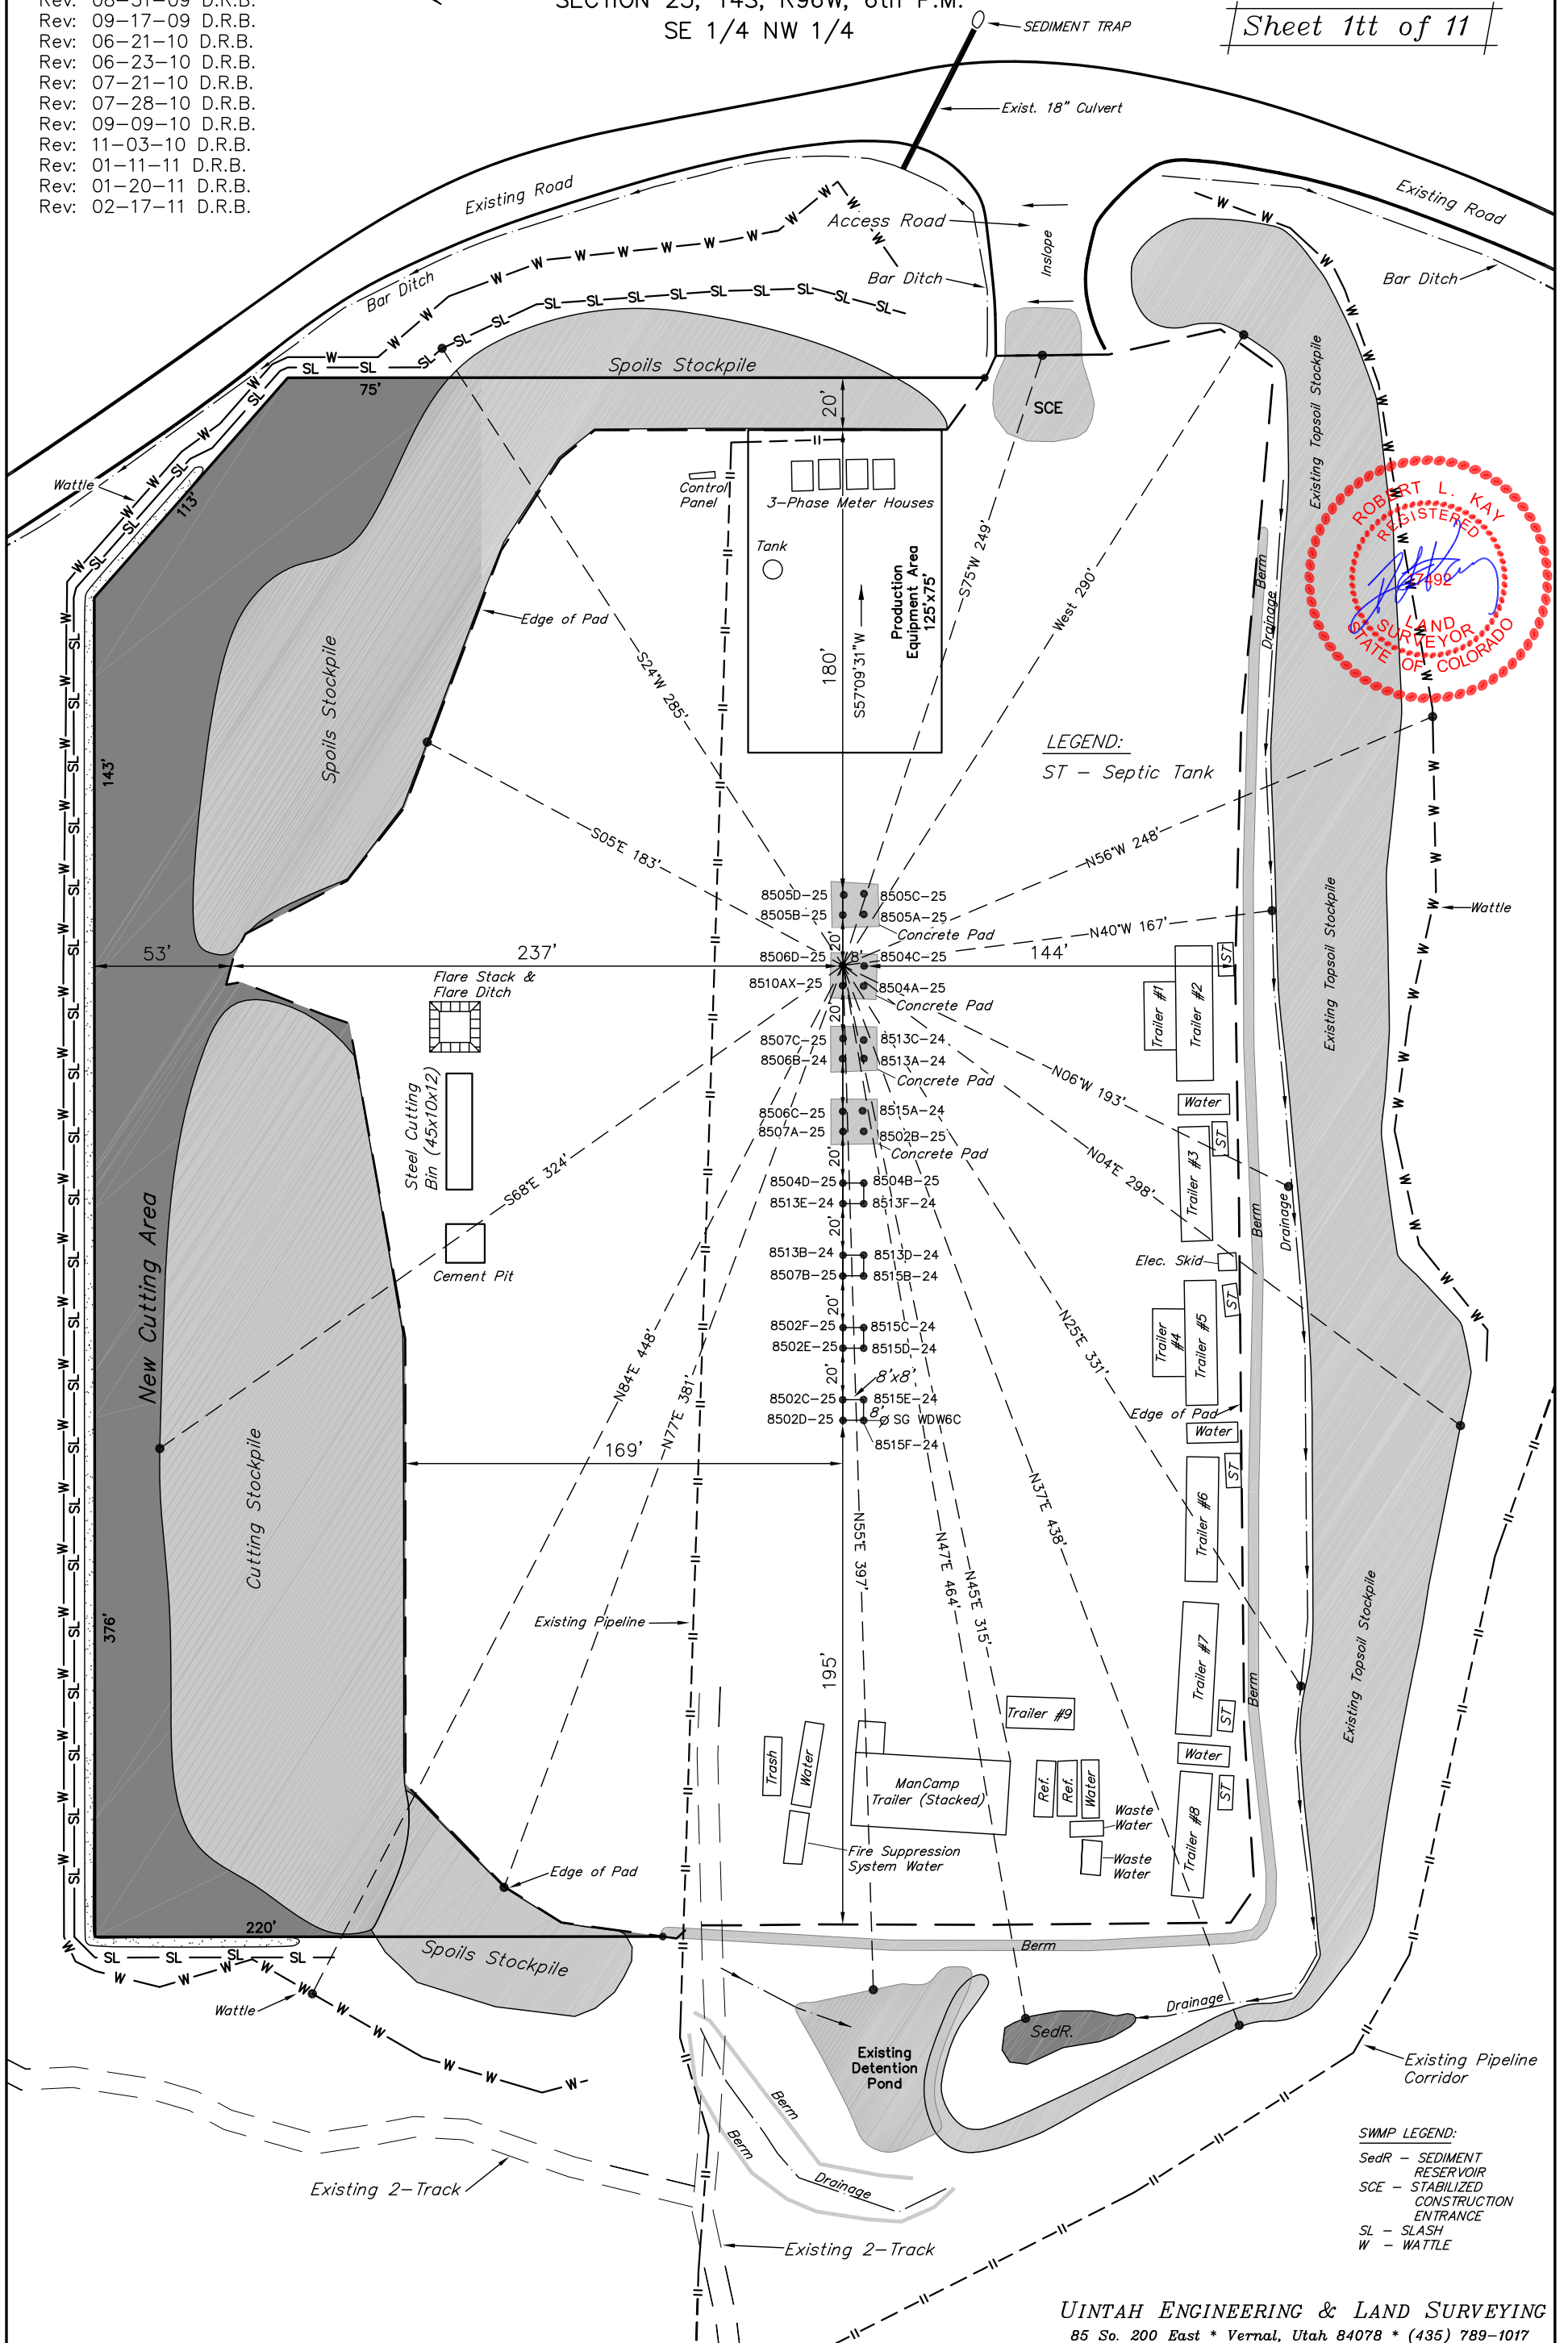 Rev: 08-31-09 D.R.B.
Rev: 09-17-09 D.R.B.
Rev: 06-21-10 D.R.B.
Rev: 06-23-10 D.R.B.
Rev: 07-21-10 D.R.B.
Rev: 07-28-10 D.R.B.
Rev: 09-09-10 D.R.B.
Rev: 11-03-10 D.R.B.
Rev: 01-11-11 D.R.B.
Rev: 01-20-11 D.R.B.
Rev: 02-17-11 D.R.B.
SECTION 25, T4S, R96W, 6th P.M.
SE 1/4 NW 1/4
Sheet 1tt of 11
SEDIMENT TRAP
Exist. 18" Culvert
Existing Road
Access Road
Inslope
Existing Road
Bar Ditch
Bar Ditch
Bar Ditch
Spoils Stockpile
75'
20'
SCE
Wattle
113'
Control
Panel
3-Phase Meter Houses
Tank
Production
Equipment Area
125'x75'
Existing Topsoil Stockpile
ROBERT L. KAY
REGISTERED
LAND
SURVEYOR
STATE OF COLORADO
Edge of Pad
Spoils Stockpile
S24°W 285'
180'
S57°09'31"W
S75°W 249'
West 290'
Berm
Drainage
LEGEND:
ST - Septic Tank
143'
S05°E 183'
N56°W 248'
8505D-25
8505C-25
8505B-25
8505A-25
Concrete Pad
N40°W 167'
Wattle
Existing Topsoil Stockpile
20'
53'
237'
8506D-25
8'
8504C-25
144'
ST
Flare Stack &
Flare Ditch
8510AX-25
8504A-25
Concrete Pad
Trailer #1
Trailer #2
20'
8507C-25
8513C-24
8506B-24
8513A-24
Concrete Pad
N06°W 193'
Steel Cutting
Bin (45x10x12)
Water
8506C-25
8515A-24
8507A-25
8502B-25
Concrete Pad
20'
ST
Trailer #3
N04°E 298'
S68°E 324'
8504D-25
8504B-25
8513E-24
8513F-24
20'
Berm
Drainage
New Cutting Area
Cement Pit
8513B-24
8513D-24
8507B-25
8515B-24
Elec. Skid
20'
ST
8502F-25
8515C-24
8502E-25
8515D-24
N25°E 331'
Trailer
#4
Trailer #5
20'
8'x8'
N84°E 448'
N77°E 381'
8502C-25
8515E-24
8502D-25
8'
SG WDW6C
8515F-24
Edge of Pad
Water
ST
169'
Cutting Stockpile
N55°E 397'
N47°E 464'
N45°E 315'
N37°E 438'
Trailer #6
376'
Existing Pipeline
195'
Trailer #7
Berm
Existing Topsoil Stockpile
Trailer #9
ST
Trash
Water
ManCamp
Trailer (Stacked)
Ref.
Ref.
Water
Water
ST
Waste
Water
Trailer #8
Fire Suppression
System Water
Waste
Water
Edge of Pad
220'
Spoils Stockpile
Berm
Wattle
Drainage
SedR.
Existing
Detention
Pond
Berm
Berm
Drainage
Existing Pipeline
Corridor
Existing 2-Track
Existing 2-Track
SWMP LEGEND:
SedR - SEDIMENT
RESERVOIR
SCE - STABILIZED
CONSTRUCTION
ENTRANCE
SL - SLASH
W - WATTLE
UINTAH ENGINEERING & LAND SURVEYING
85 So. 200 East * Vernal, Utah 84078 * (435) 789-1017